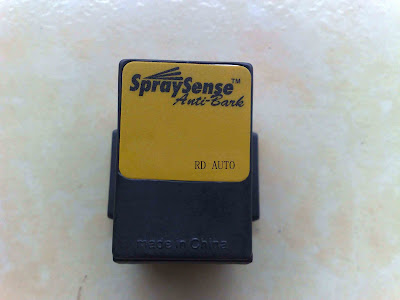 SpraySense™
Anti-Bark
RD AUTO
made in China